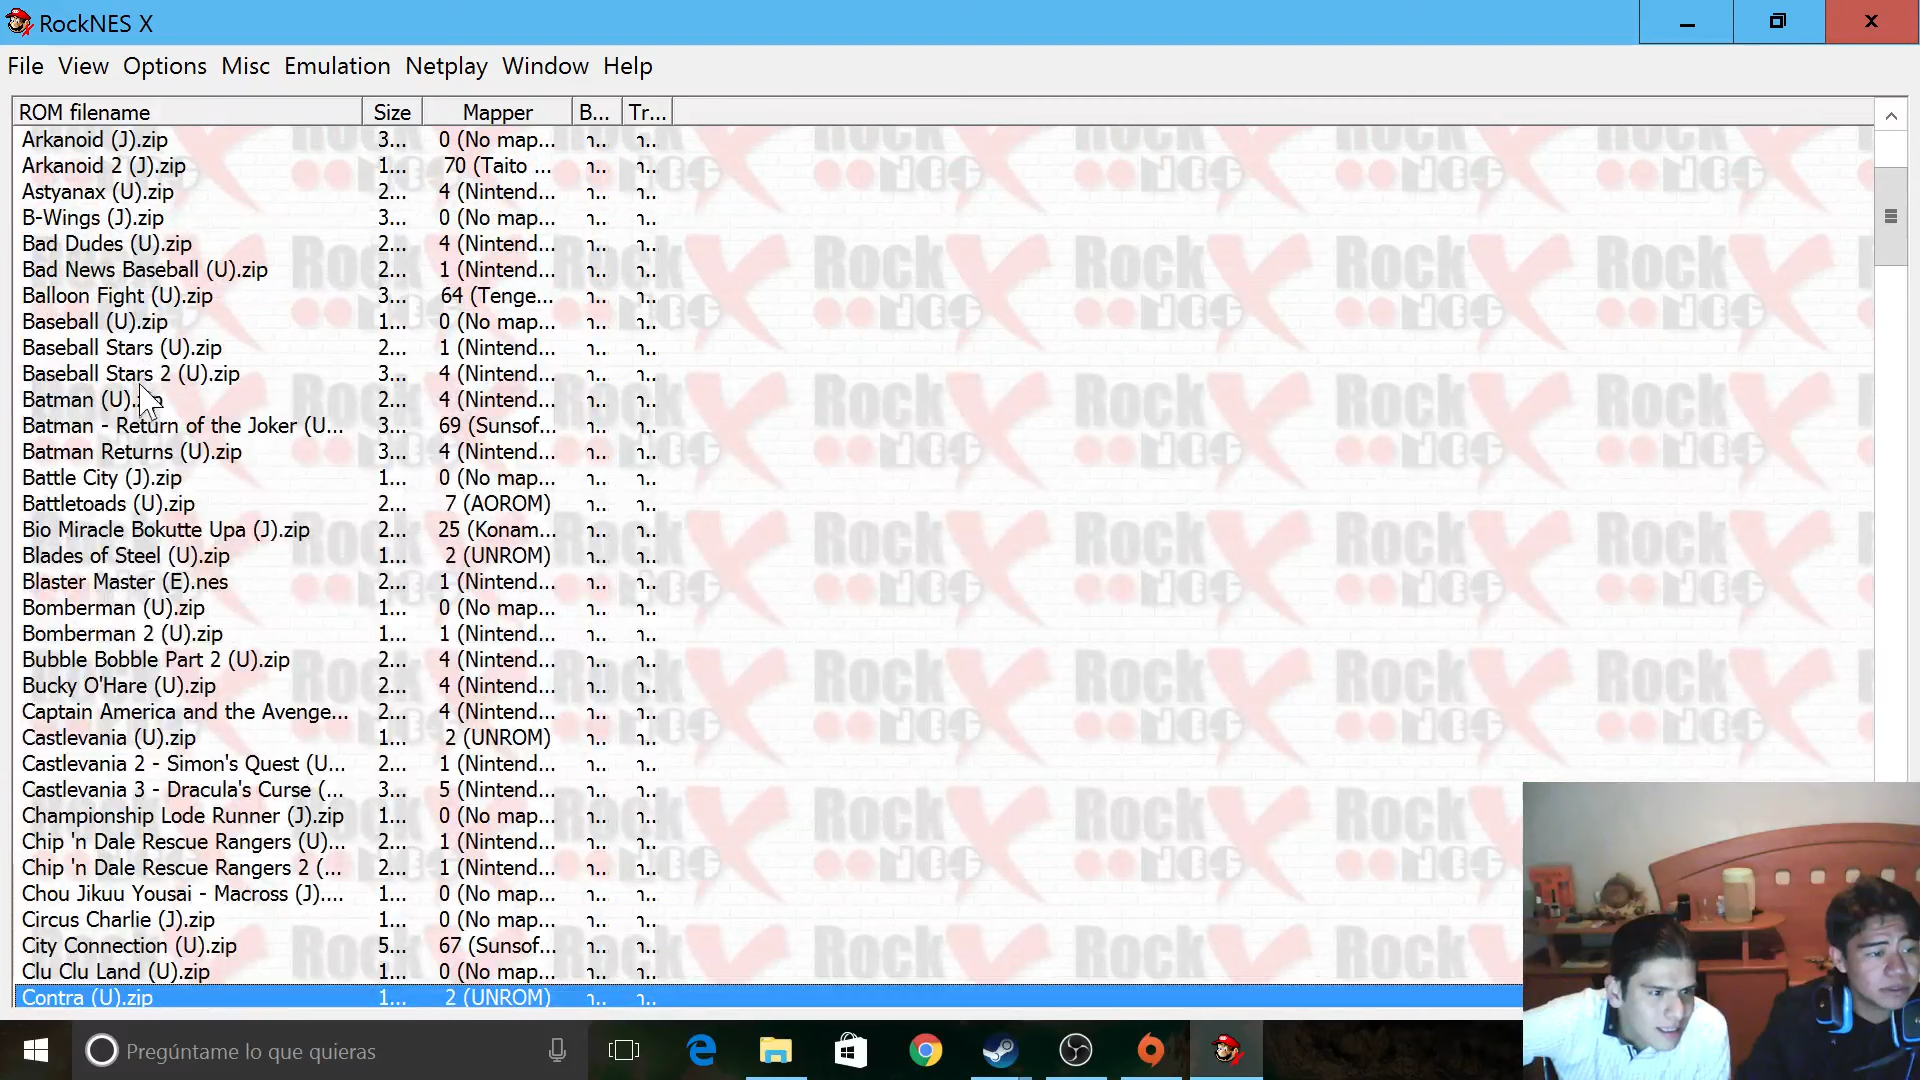 RockNES X
File View Options Misc Emulation Netplay Window Help
ROM filename Size Mapper B... Tr...
Arkanoid (J).zip 3... 0 (No map...
Arkanoid 2 (J).zip 1... 70 (Taito ...
Astyanax (U).zip 2... 4 (Nintend...
B-Wings (J).zip 3... 0 (No map...
Bad Dudes (U).zip 2... 4 (Nintend...
Bad News Baseball (U).zip 2... 1 (Nintend...
Balloon Fight (U).zip 3... 64 (Tenge...
Baseball (U).zip 1... 0 (No map...
Baseball Stars (U).zip 2... 1 (Nintend...
Baseball Stars 2 (U).zip 3... 4 (Nintend...
Batman (U).zip 2... 4 (Nintend...
Batman - Return of the Joker (U... 3... 69 (Sunsof...
Batman Returns (U).zip 3... 4 (Nintend...
Battle City (J).zip 1... 0 (No map...
Battletoads (U).zip 2... 7 (AOROM)
Bio Miracle Bokutte Upa (J).zip 2... 25 (Konam...
Blades of Steel (U).zip 1... 2 (UNROM)
Blaster Master (E).nes 2... 1 (Nintend...
Bomberman (U).zip 1... 0 (No map...
Bomberman 2 (U).zip 1... 1 (Nintend...
Bubble Bobble Part 2 (U).zip 2... 4 (Nintend...
Bucky O'Hare (U).zip 2... 4 (Nintend...
Captain America and the Avenge... 2... 4 (Nintend...
Castlevania (U).zip 1... 2 (UNROM)
Castlevania 2 - Simon's Quest (U... 2... 1 (Nintend...
Castlevania 3 - Dracula's Curse (... 3... 5 (Nintend...
Championship Lode Runner (J).zip 1... 0 (No map...
Chip 'n Dale Rescue Rangers (U)... 2... 1 (Nintend...
Chip 'n Dale Rescue Rangers 2 (... 2... 1 (Nintend...
Chou Jikuu Yousai - Macross (J).... 1... 0 (No map...
Circus Charlie (J).zip 1... 0 (No map...
City Connection (U).zip 5... 67 (Sunsof...
Clu Clu Land (U).zip 1... 0 (No map...
Contra (U).zip 1... 2 (UNROM)
Pregúntame lo que quieras